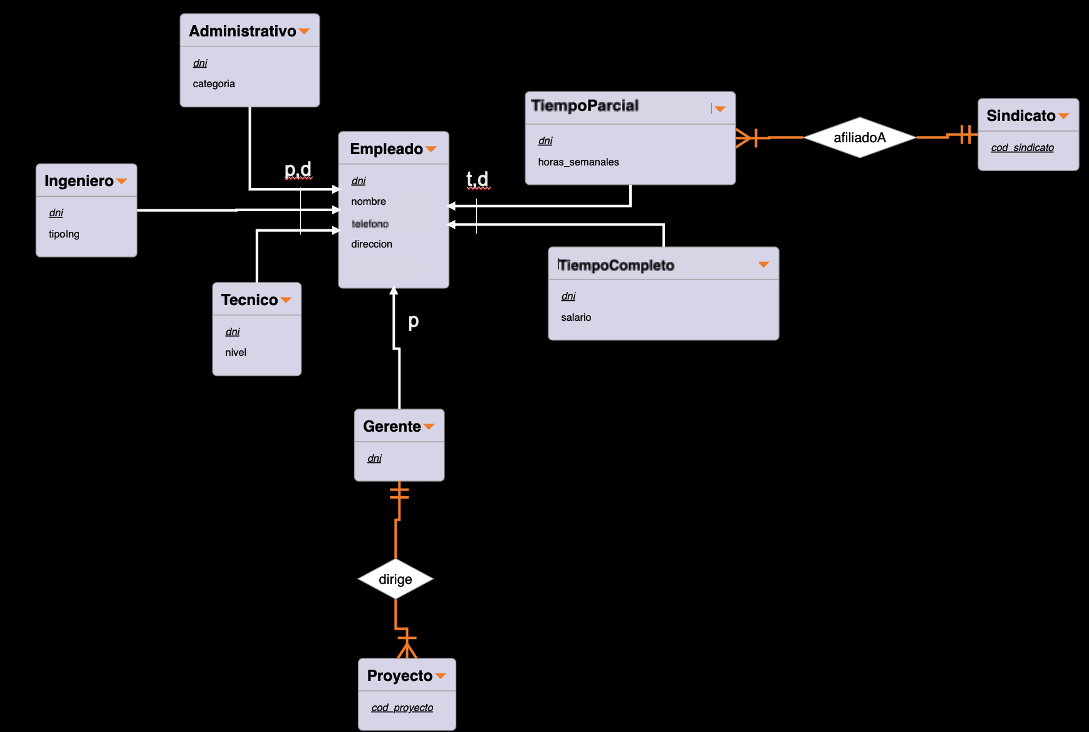 Administrativo
dni
categoria
Ingeniero
dni
tipoIng
p,d
Empleado
dni
nombre
telefono
direccion
t,d
TiempoParcial
dni
horas_semanales
afiliadoA
Sindicato
cod_sindicato
TiempoCompleto
dni
salario
Tecnico
dni
nivel
p
Gerente
dni
dirige
Proyecto
cod_proyecto